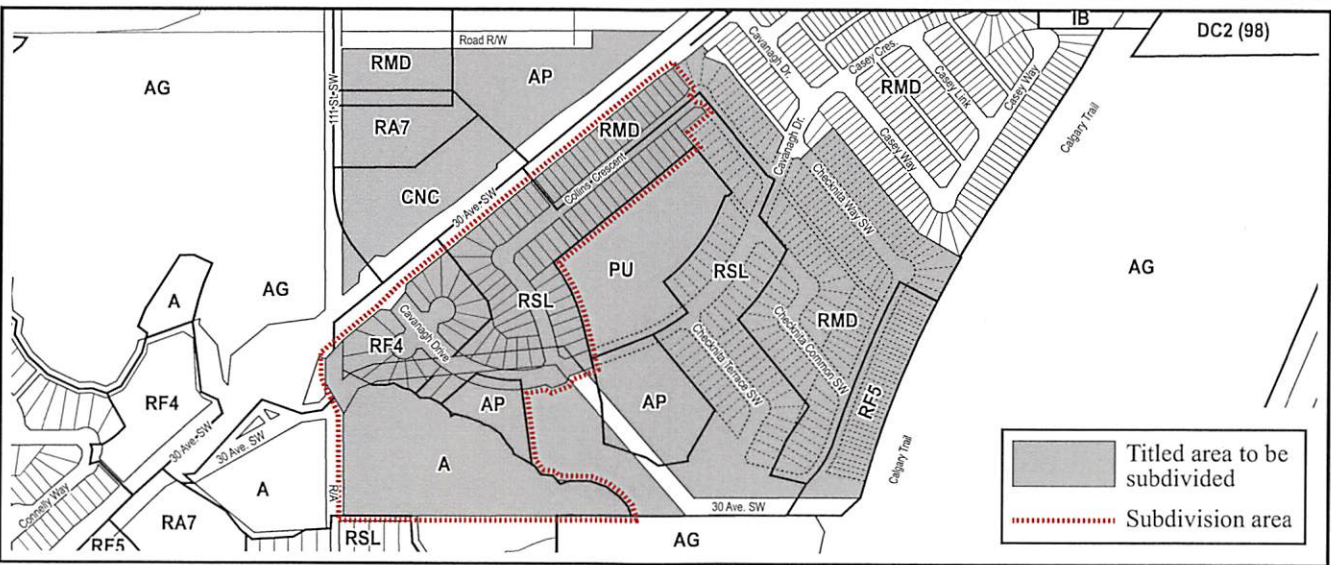 IB
DC2 (98)
Road R/W
RMD
AP
AG
111 St. SW
RA7
CNC
30 Ave. SW
RMD
Collins Crescent
Cavanagh Dr.
Casey Cres.
Casey Link
Casey Way
RMD
Casey Way
Calgary Trail
Cavanagh Dr.
Checknita Way SW
AG
A
AG
PU
RSL
RSL
RMD
Cavanagh Drive
RF4
Checknita Terrace SW
Checknita Common SW
RF5
AP
AP
RF4
30 Ave. SW
30 Ave. SW
A
A
R/A
Connelly Way
RA7
RF5
RSL
30 Ave. SW
AG
Calgary Trail
Titled area to be
subdivided
Subdivision area